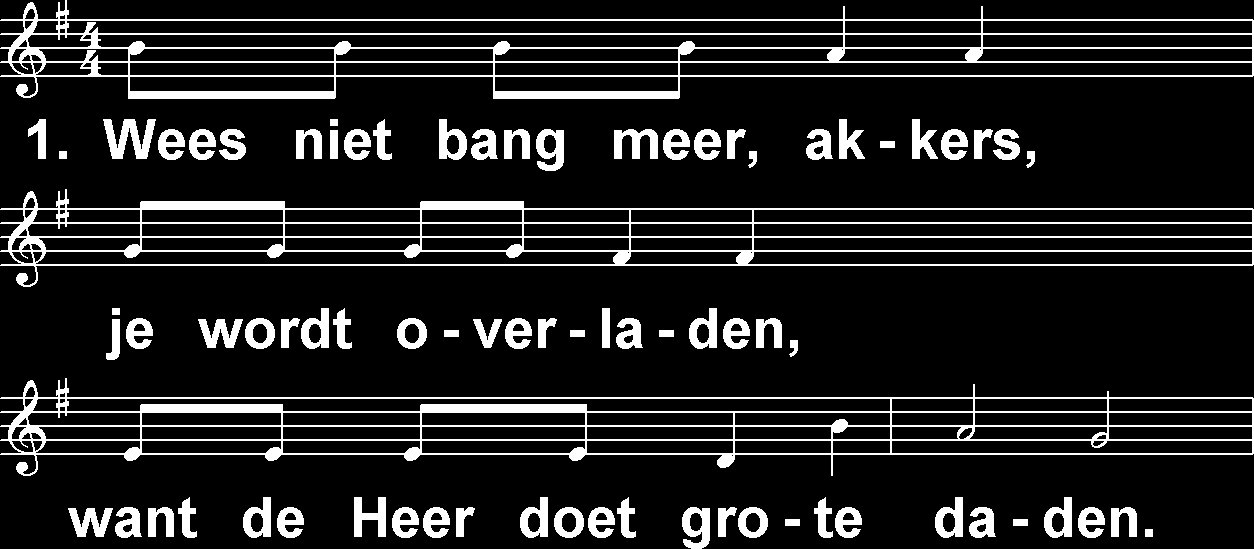 1. Wees niet bang meer, ak - kers,
je wordt o - ver - la - den,
want de Heer doet gro - te da - den.